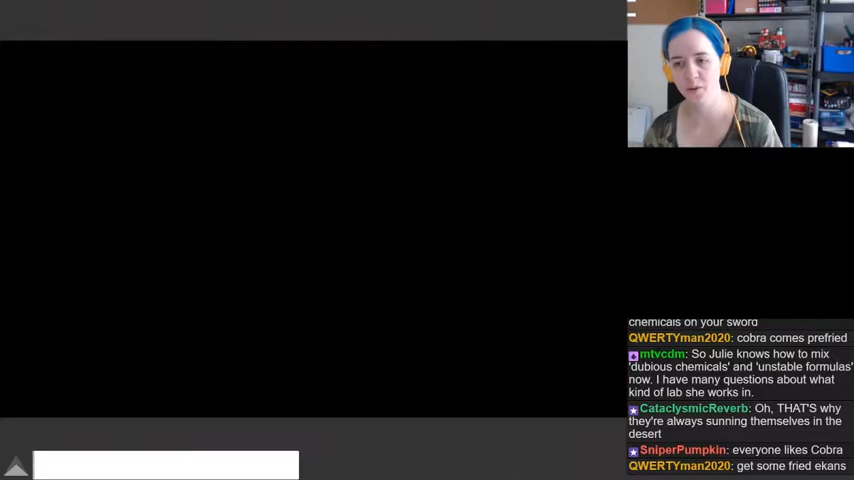 chemicals on your sword
QWERTYman2020: cobra comes prefried
mtvcdm: So Julie knows how to mix
'dubious chemicals' and 'unstable formulas'
now. I have many questions about what
kind of lab she works in.
CataclysmicReverb: Oh, THAT'S why
they're always sunning themselves in the
desert
SniperPumpkin: everyone likes Cobra
QWERTYman2020: get some fried ekans